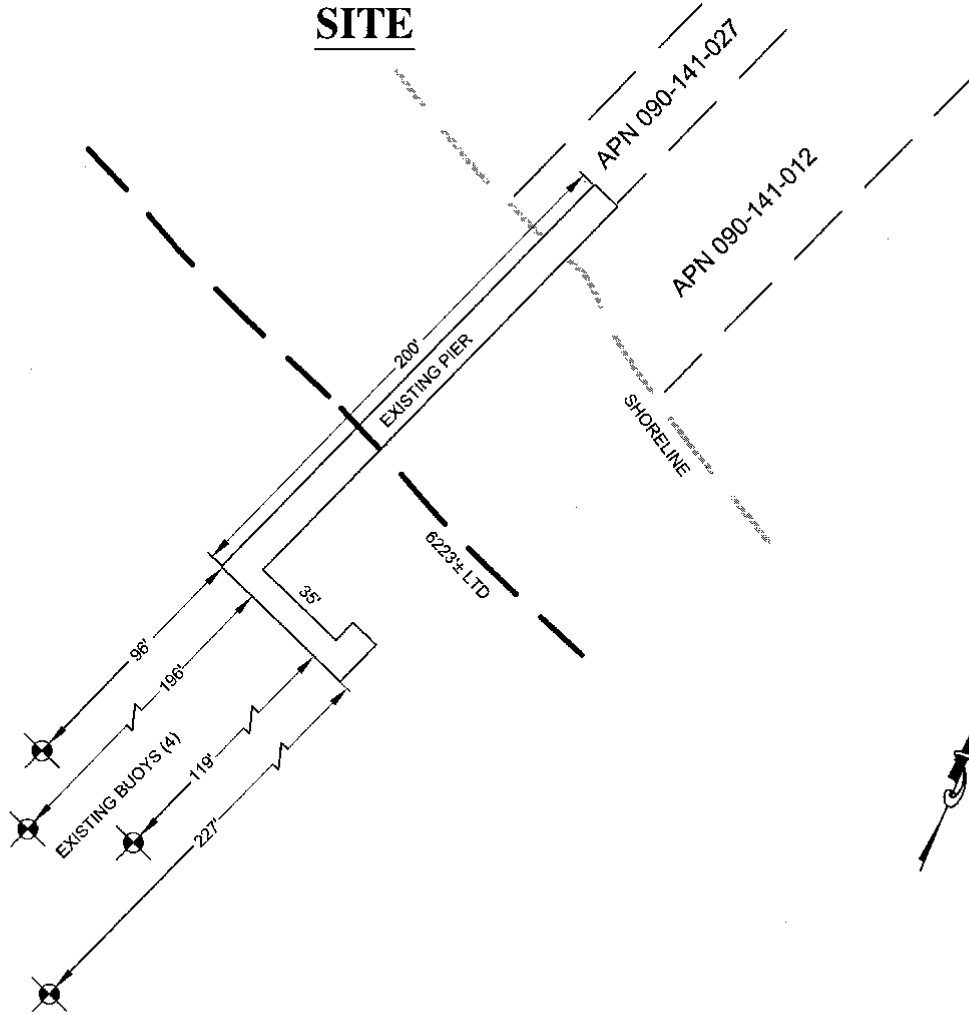 SITE
APN 090-141-027
APN 090-141-012
200'
EXISTING PIER
SHORELINE
6223'± LTD
35'
96'
196'
EXISTING BUOYS (4)
119'
227'